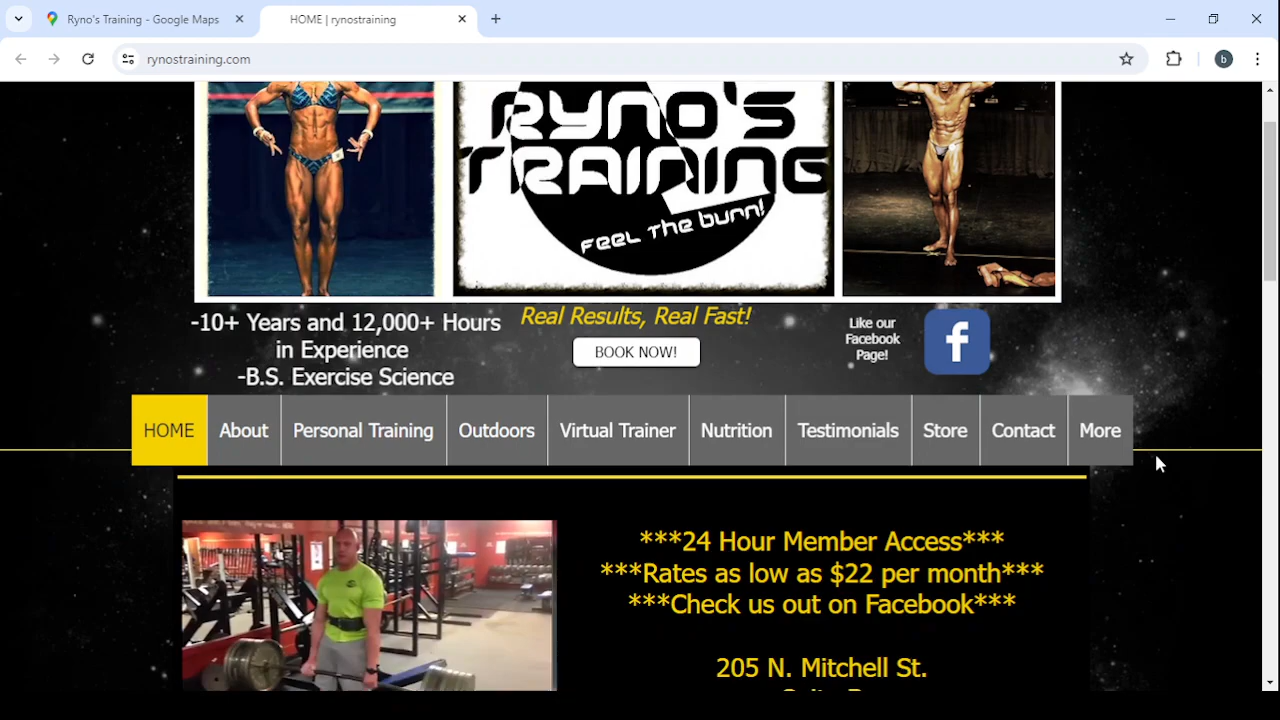 Ryno's Training - Google Maps
HOME | rynostraining
rynostraining.com
b
RYNO'S
TRAINING
FEEL THE BURN!
-10+ Years and 12,000+ Hours
in Experience
-B.S. Exercise Science
Real Results, Real Fast!
BOOK NOW!
Like our
Facebook
Page!
f
HOME
About
Personal Training
Outdoors
Virtual Trainer
Nutrition
Testimonials
Store
Contact
More
***24 Hour Member Access***
***Rates as low as $22 per month***
***Check us out on Facebook***
205 N. Mitchell St.